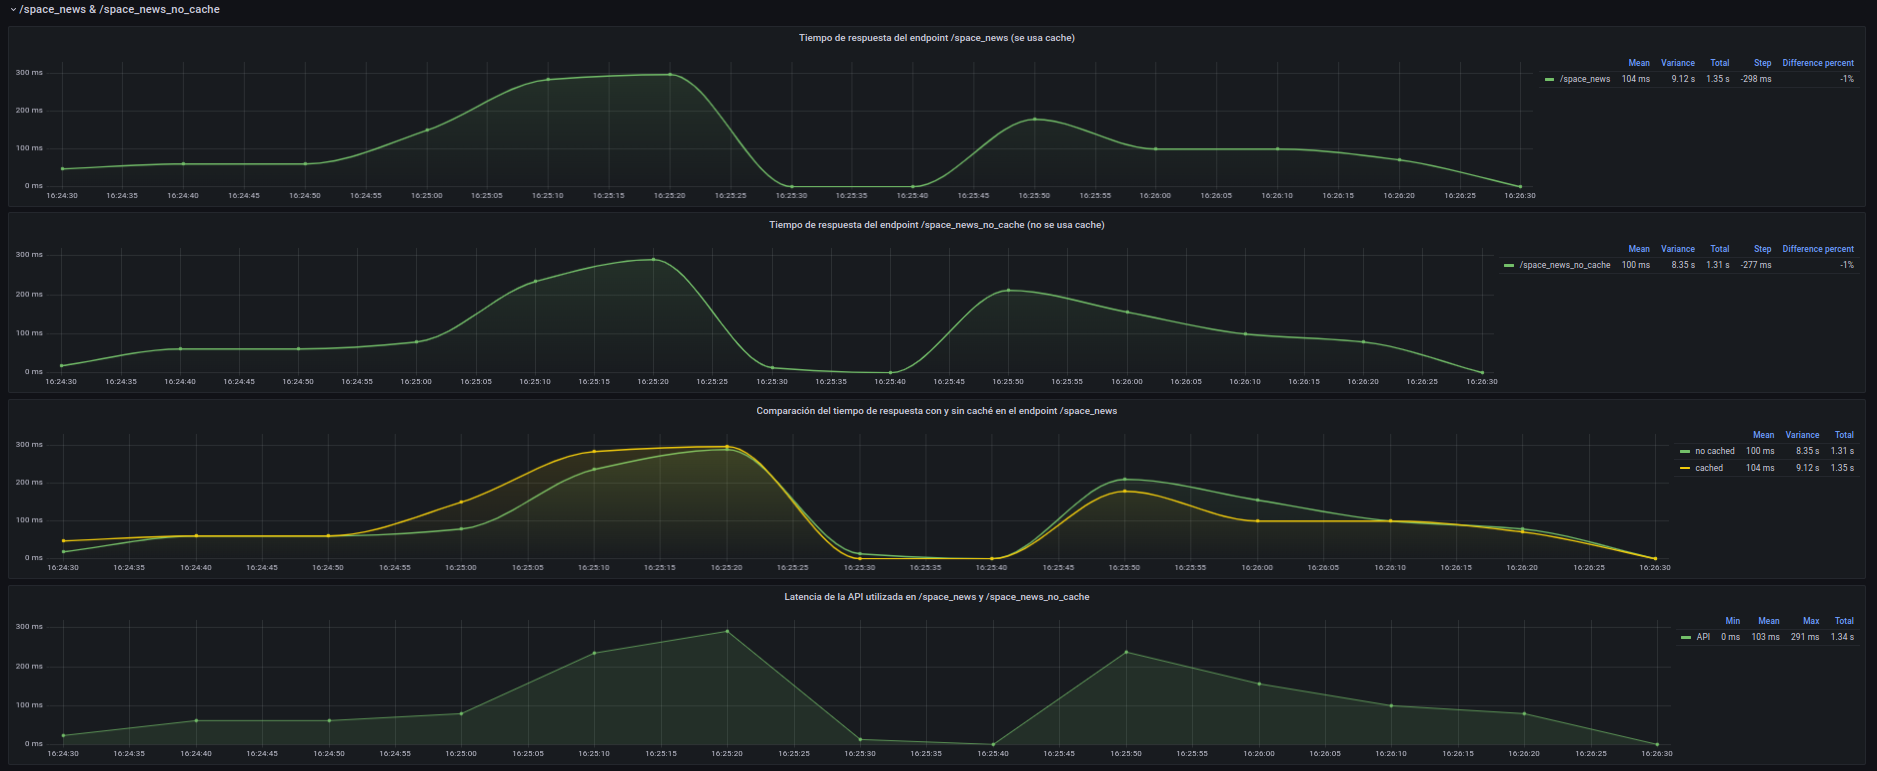 /space_news & /space_news_no_cache
Tiempo de respuesta del endpoint /space_news (se usa cache)
300 ms
200 ms
100 ms
0 ms
16:24:30 16:24:35 16:24:40 16:24:45 16:24:50 16:24:55 16:25:00 16:25:05 16:25:10 16:25:15 16:25:20 16:25:25 16:25:30 16:25:35 16:25:40 16:25:45 16:25:50 16:25:55 16:26:00 16:26:05 16:26:10 16:26:15 16:26:20 16:26:25 16:26:30
Mean Variance Total Step Difference percent
/space_news 104 ms 9.12 s 1.35 s -298 ms -1%
Tiempo de respuesta del endpoint /space_news_no_cache (no se usa cache)
300 ms
200 ms
100 ms
0 ms
16:24:30 16:24:35 16:24:40 16:24:45 16:24:50 16:24:55 16:25:00 16:25:05 16:25:10 16:25:15 16:25:20 16:25:25 16:25:30 16:25:35 16:25:40 16:25:45 16:25:50 16:25:55 16:26:00 16:26:05 16:26:10 16:26:15 16:26:20 16:26:25 16:26:30
Mean Variance Total Step Difference percent
/space_news_no_cache 100 ms 8.35 s 1.31 s -277 ms -1%
Comparación del tiempo de respuesta con y sin caché en el endpoint /space_news
300 ms
200 ms
100 ms
0 ms
16:24:30 16:24:35 16:24:40 16:24:45 16:24:50 16:24:55 16:25:00 16:25:05 16:25:10 16:25:15 16:25:20 16:25:25 16:25:30 16:25:35 16:25:40 16:25:45 16:25:50 16:25:55 16:26:00 16:26:05 16:26:10 16:26:15 16:26:20 16:26:25 16:26:30
Mean Variance Total
no cached 100 ms 8.35 s 1.31 s
cached 104 ms 9.12 s 1.35 s
Latencia de la API utilizada en /space_news y /space_news_no_cache
300 ms
200 ms
100 ms
0 ms
16:24:30 16:24:35 16:24:40 16:24:45 16:24:50 16:24:55 16:25:00 16:25:05 16:25:10 16:25:15 16:25:20 16:25:25 16:25:30 16:25:35 16:25:40 16:25:45 16:25:50 16:25:55 16:26:00 16:26:05 16:26:10 16:26:15 16:26:20 16:26:25 16:26:30
Min Mean Max Total
API 0 ms 103 ms 291 ms 1.34 s